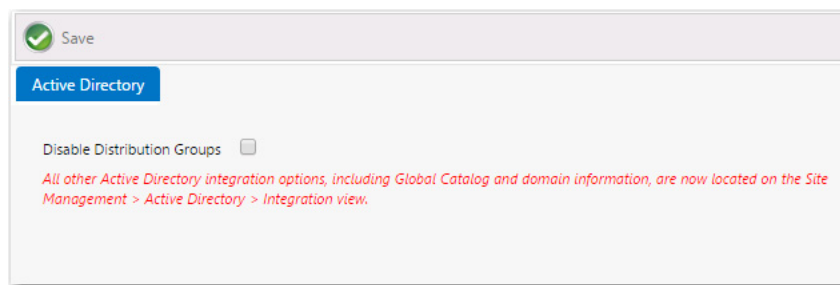 Save
Active Directory
Disable Distribution Groups
All other Active Directory integration options, including Global Catalog and domain information, are now located on the Site
Management > Active Directory > Integration view.